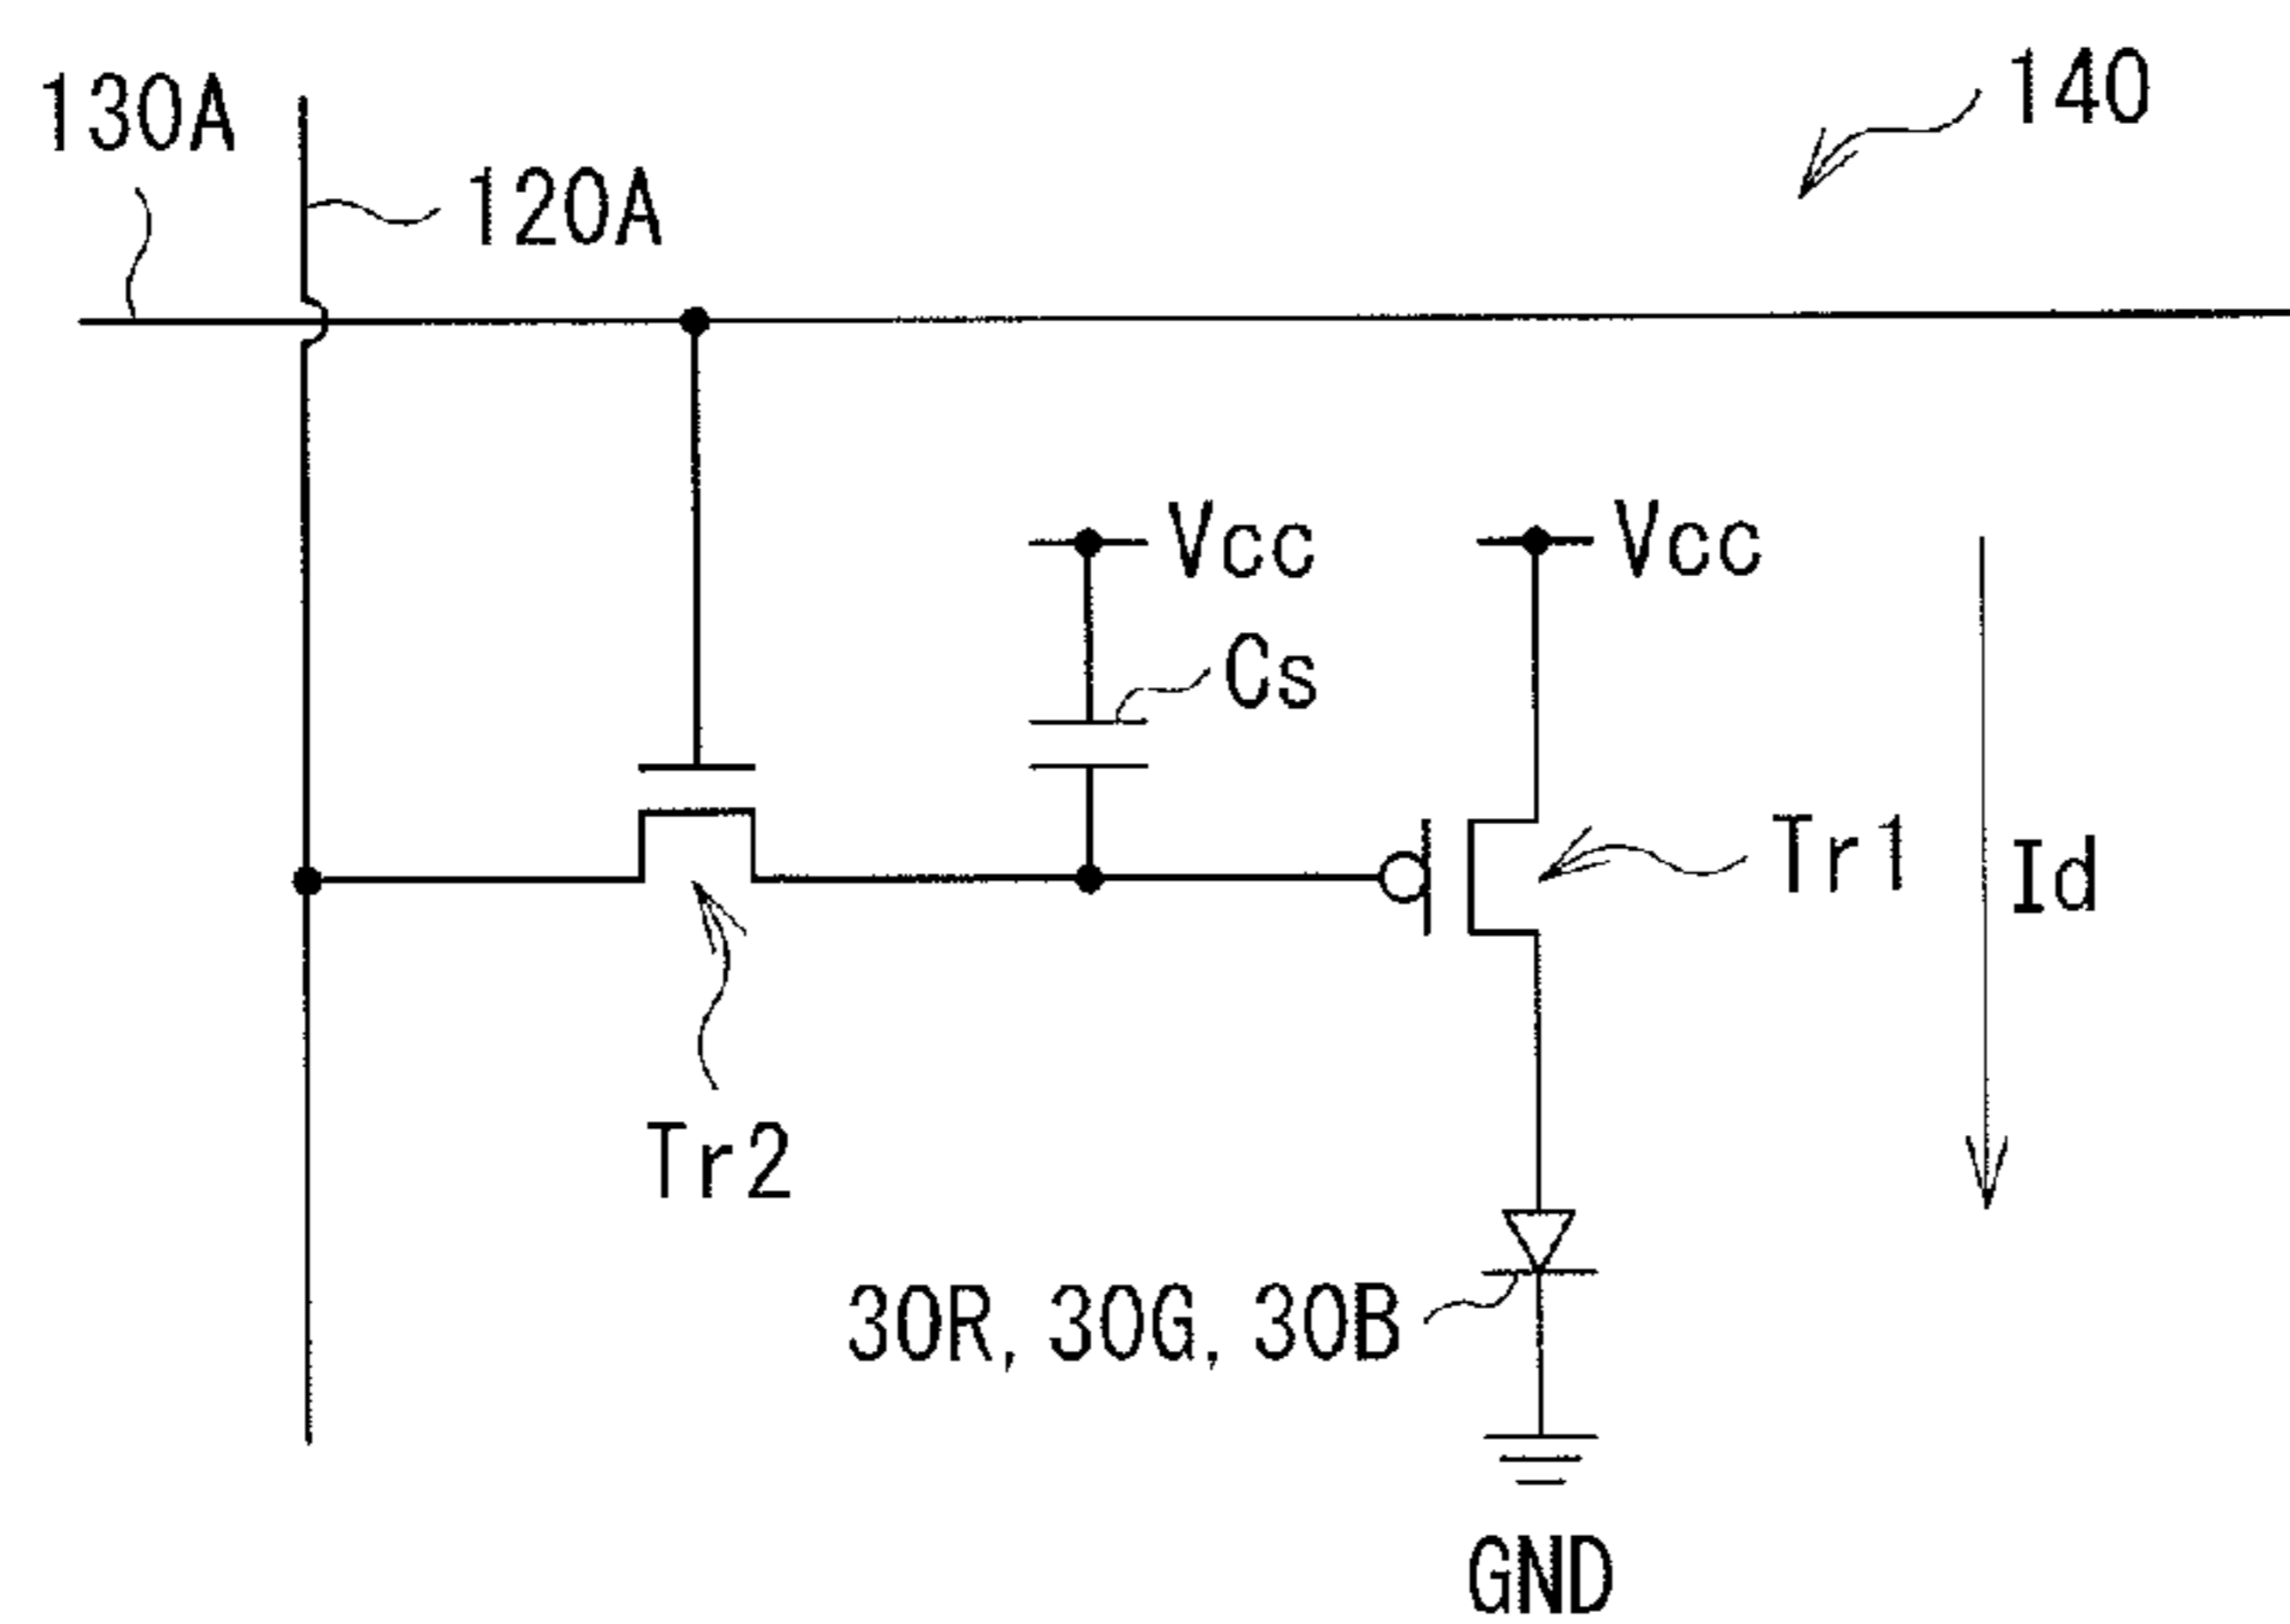 130A
140
120A
Vcc
Vcc
Cs
Tr1
Id
Tr2
30R, 30G, 30B
GND